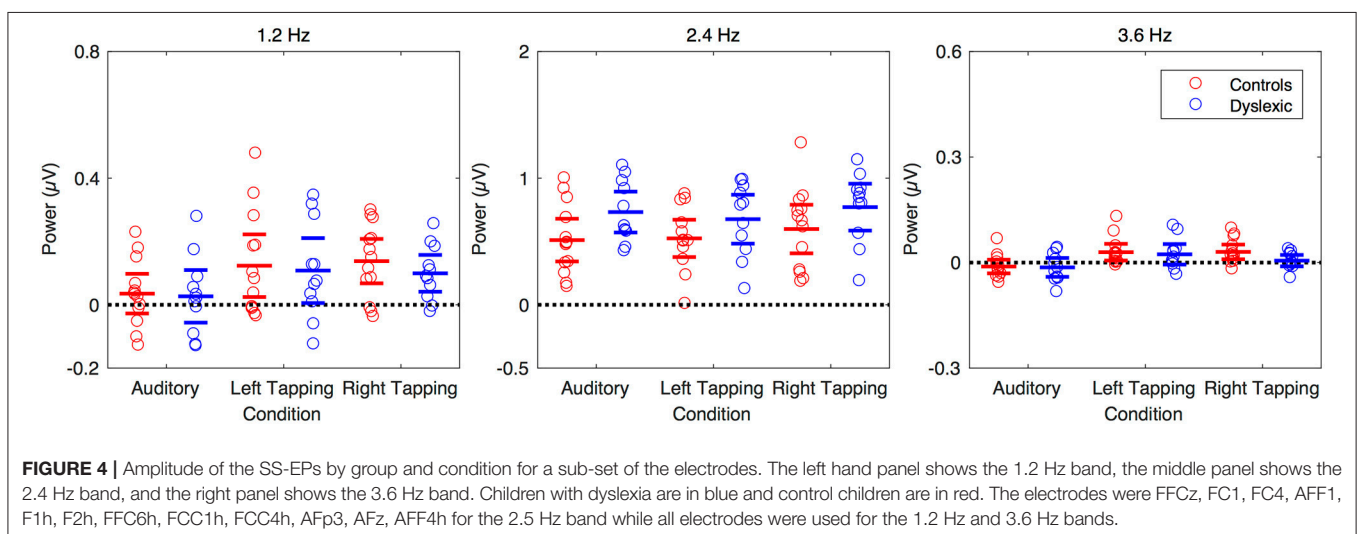 1.2 Hz
2.4 Hz
3.6 Hz
0.8
0.4
0
-0.2
Power (µV)
Auditory
Left Tapping
Right Tapping
Condition
2
1
0
-0.5
Power (µV)
Auditory
Left Tapping
Right Tapping
Condition
0.6
0.3
0
-0.3
Power (µV)
Controls
Dyslexic
Auditory
Left Tapping
Right Tapping
Condition
FIGURE 4 | Amplitude of the SS-EPs by group and condition for a sub-set of the electrodes. The left hand panel shows the 1.2 Hz band, the middle panel shows the
2.4 Hz band, and the right panel shows the 3.6 Hz band. Children with dyslexia are in blue and control children are in red. The electrodes were FFCz, FC1, FC4, AFF1,
F1h, F2h, FFC6h, FCC1h, FCC4h, AFp3, AFz, AFF4h for the 2.5 Hz band while all electrodes were used for the 1.2 Hz and 3.6 Hz bands.